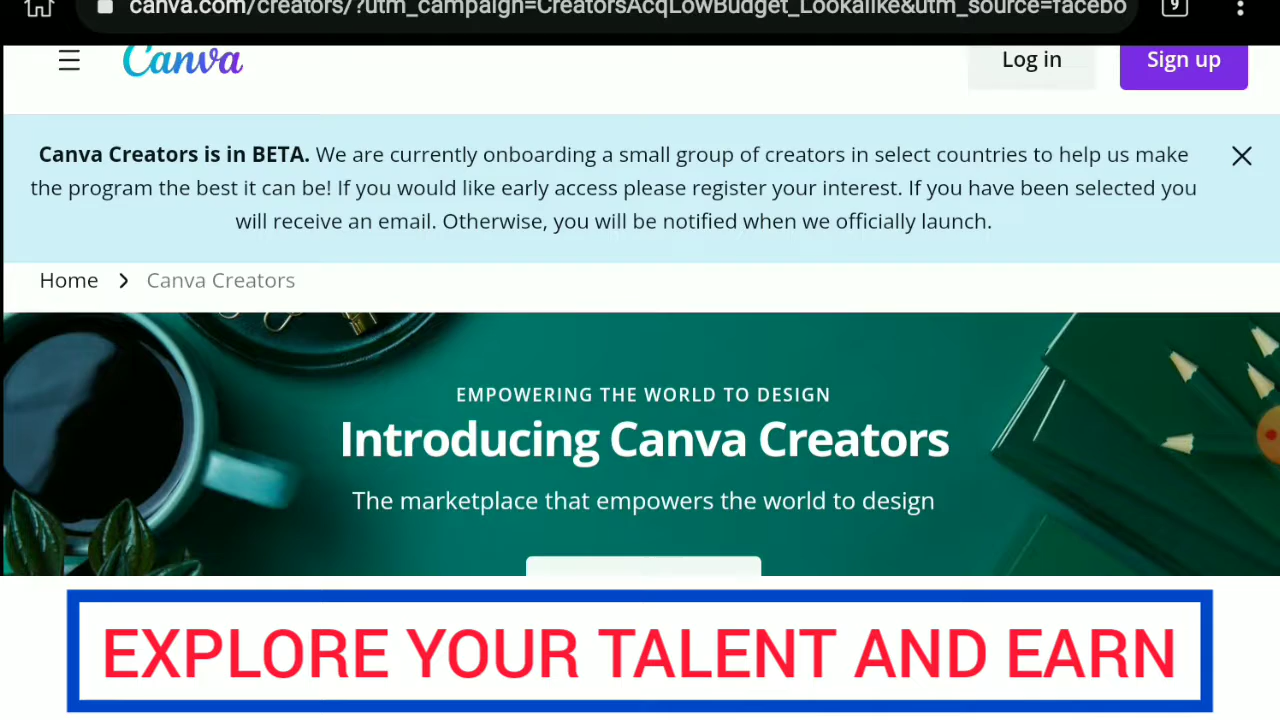 canva.com/creators/?utm_campaign=CreatorsAcqLowBudget_Lookalike&utm_source=facebo
9
Canva
Log in
Sign up
Canva Creators is in BETA. We are currently onboarding a small group of creators in select countries to help us make
the program the best it can be! If you would like early access please register your interest. If you have been selected you
will receive an email. Otherwise, you will be notified when we officially launch.
Home > Canva Creators
EMPOWERING THE WORLD TO DESIGN
Introducing Canva Creators
The marketplace that empowers the world to design
EXPLORE YOUR TALENT AND EARN